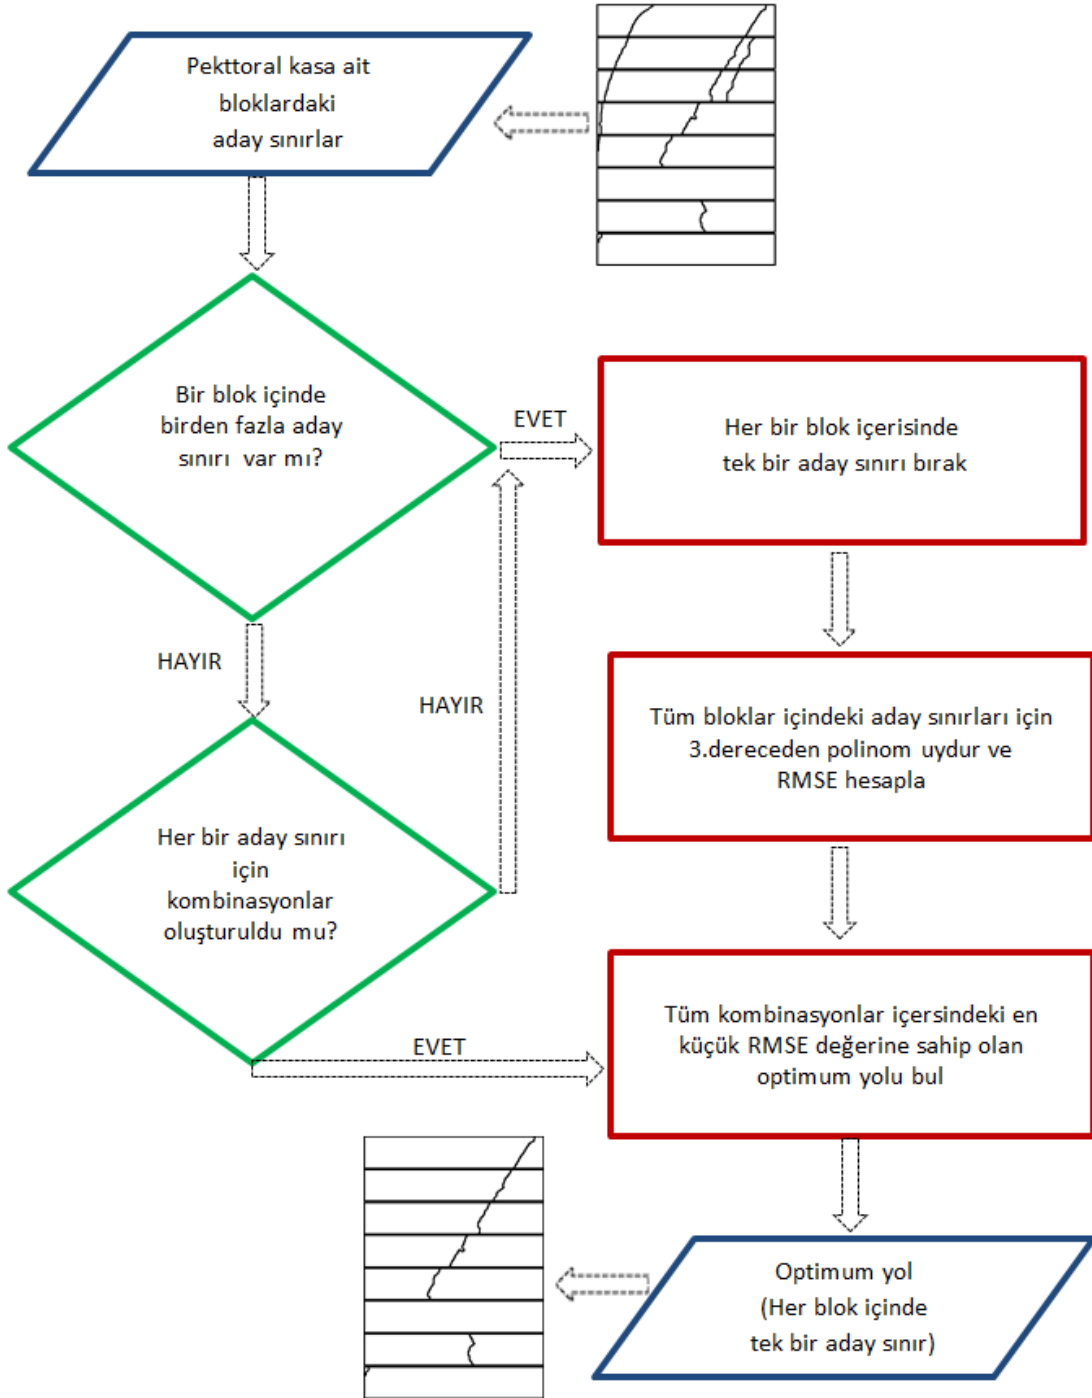 Pekttoral kasa ait
bloklardaki
aday sınırlar
Bir blok içinde
birden fazla aday
sınırı var mı?
EVET
Her bir blok içerisinde
tek bir aday sınırı bırak
HAYIR
HAYIR
Tüm bloklar içindeki aday sınırları için
3.dereceden polinom uydur ve
RMSE hesapla
Her bir aday sınırı
için
kombinasyonlar
oluşturuldu mu?
EVET
Tüm kombinasyonlar içersindeki en
küçük RMSE değerine sahip olan
optimum yolu bul
Optimum yol
(Her blok içinde
tek bir aday sınır)